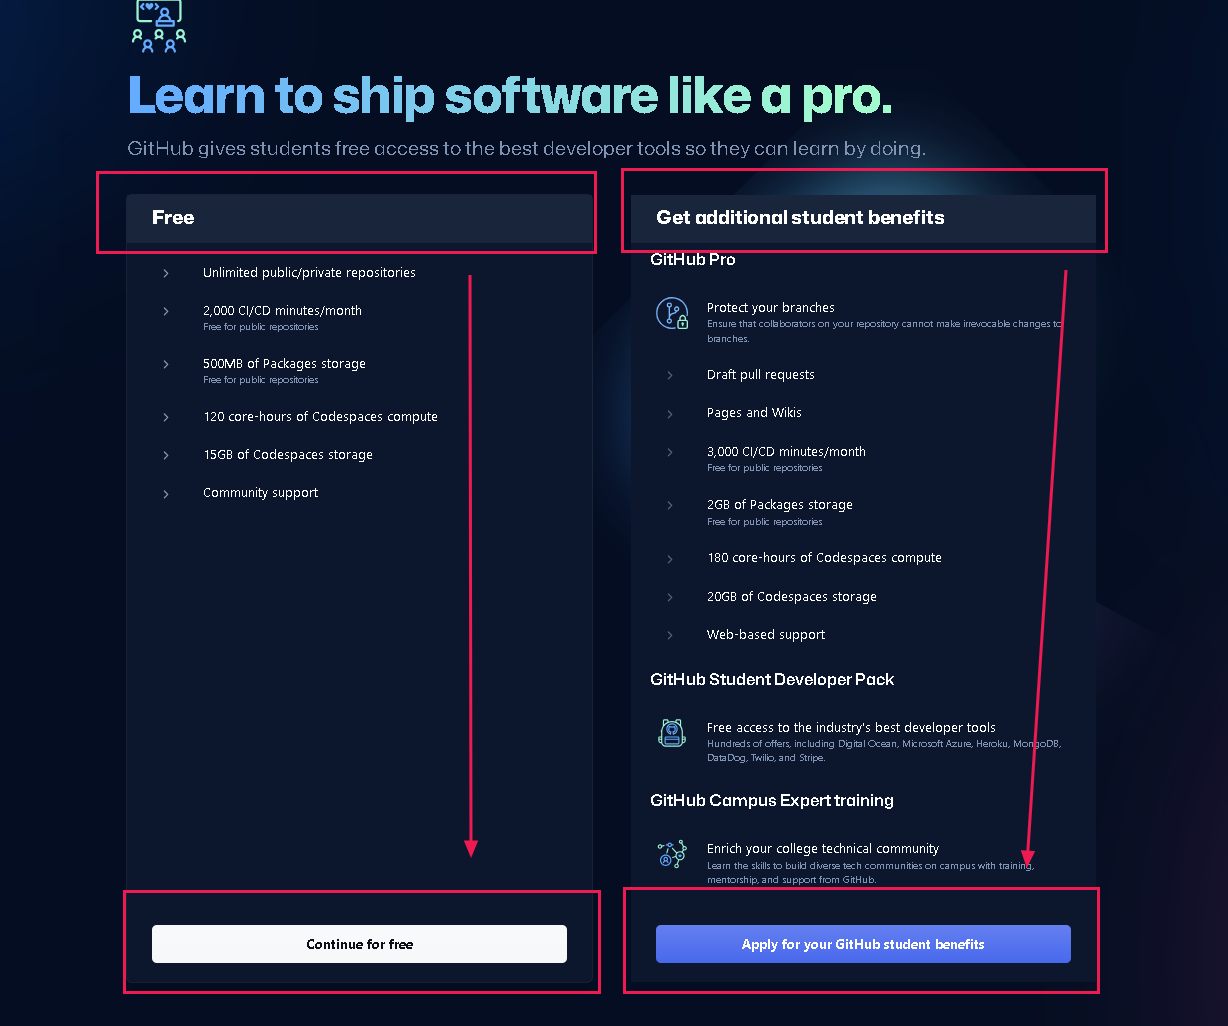 Learn to ship software like a pro.
GitHub gives students free access to the best developer tools so they can learn by doing.
Free
Unlimited public/private repositories
2,000 CI/CD minutes/month
Free for public repositories
500MB of Packages storage
Free for public repositories
120 core-hours of Codespaces compute
15GB of Codespaces storage
Community support
Continue for free
Get additional student benefits
GitHub Pro
Protect your branches
Ensure that collaborators on your repository cannot make irrevocable changes to
branches.
Draft pull requests
Pages and Wikis
3,000 CI/CD minutes/month
Free for public repositories
2GB of Packages storage
Free for public repositories
180 core-hours of Codespaces compute
20GB of Codespaces storage
Web-based support
GitHub Student Developer Pack
Free access to the industry's best developer tools
Hundreds of offers, including Digital Ocean, Microsoft Azure, Heroku, MongoDB,
DataDog, Twilio, and Stripe.
GitHub Campus Expert training
Enrich your college technical community
Learn the skills to build diverse tech communities on campus with training,
mentorship, and support from GitHub.
Apply for your GitHub student benefits